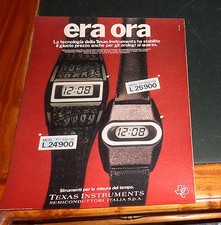 era ora
La tecnologia della Texas Instruments ha stabilito
il giusto prezzo anche per gli orologi al quarzo.
L.25900
12:08
L.24900
12:08
Strumenti per la misura del tempo.
TEXAS INSTRUMENTS
SEMICONDUTTORI ITALIA S.p.A.